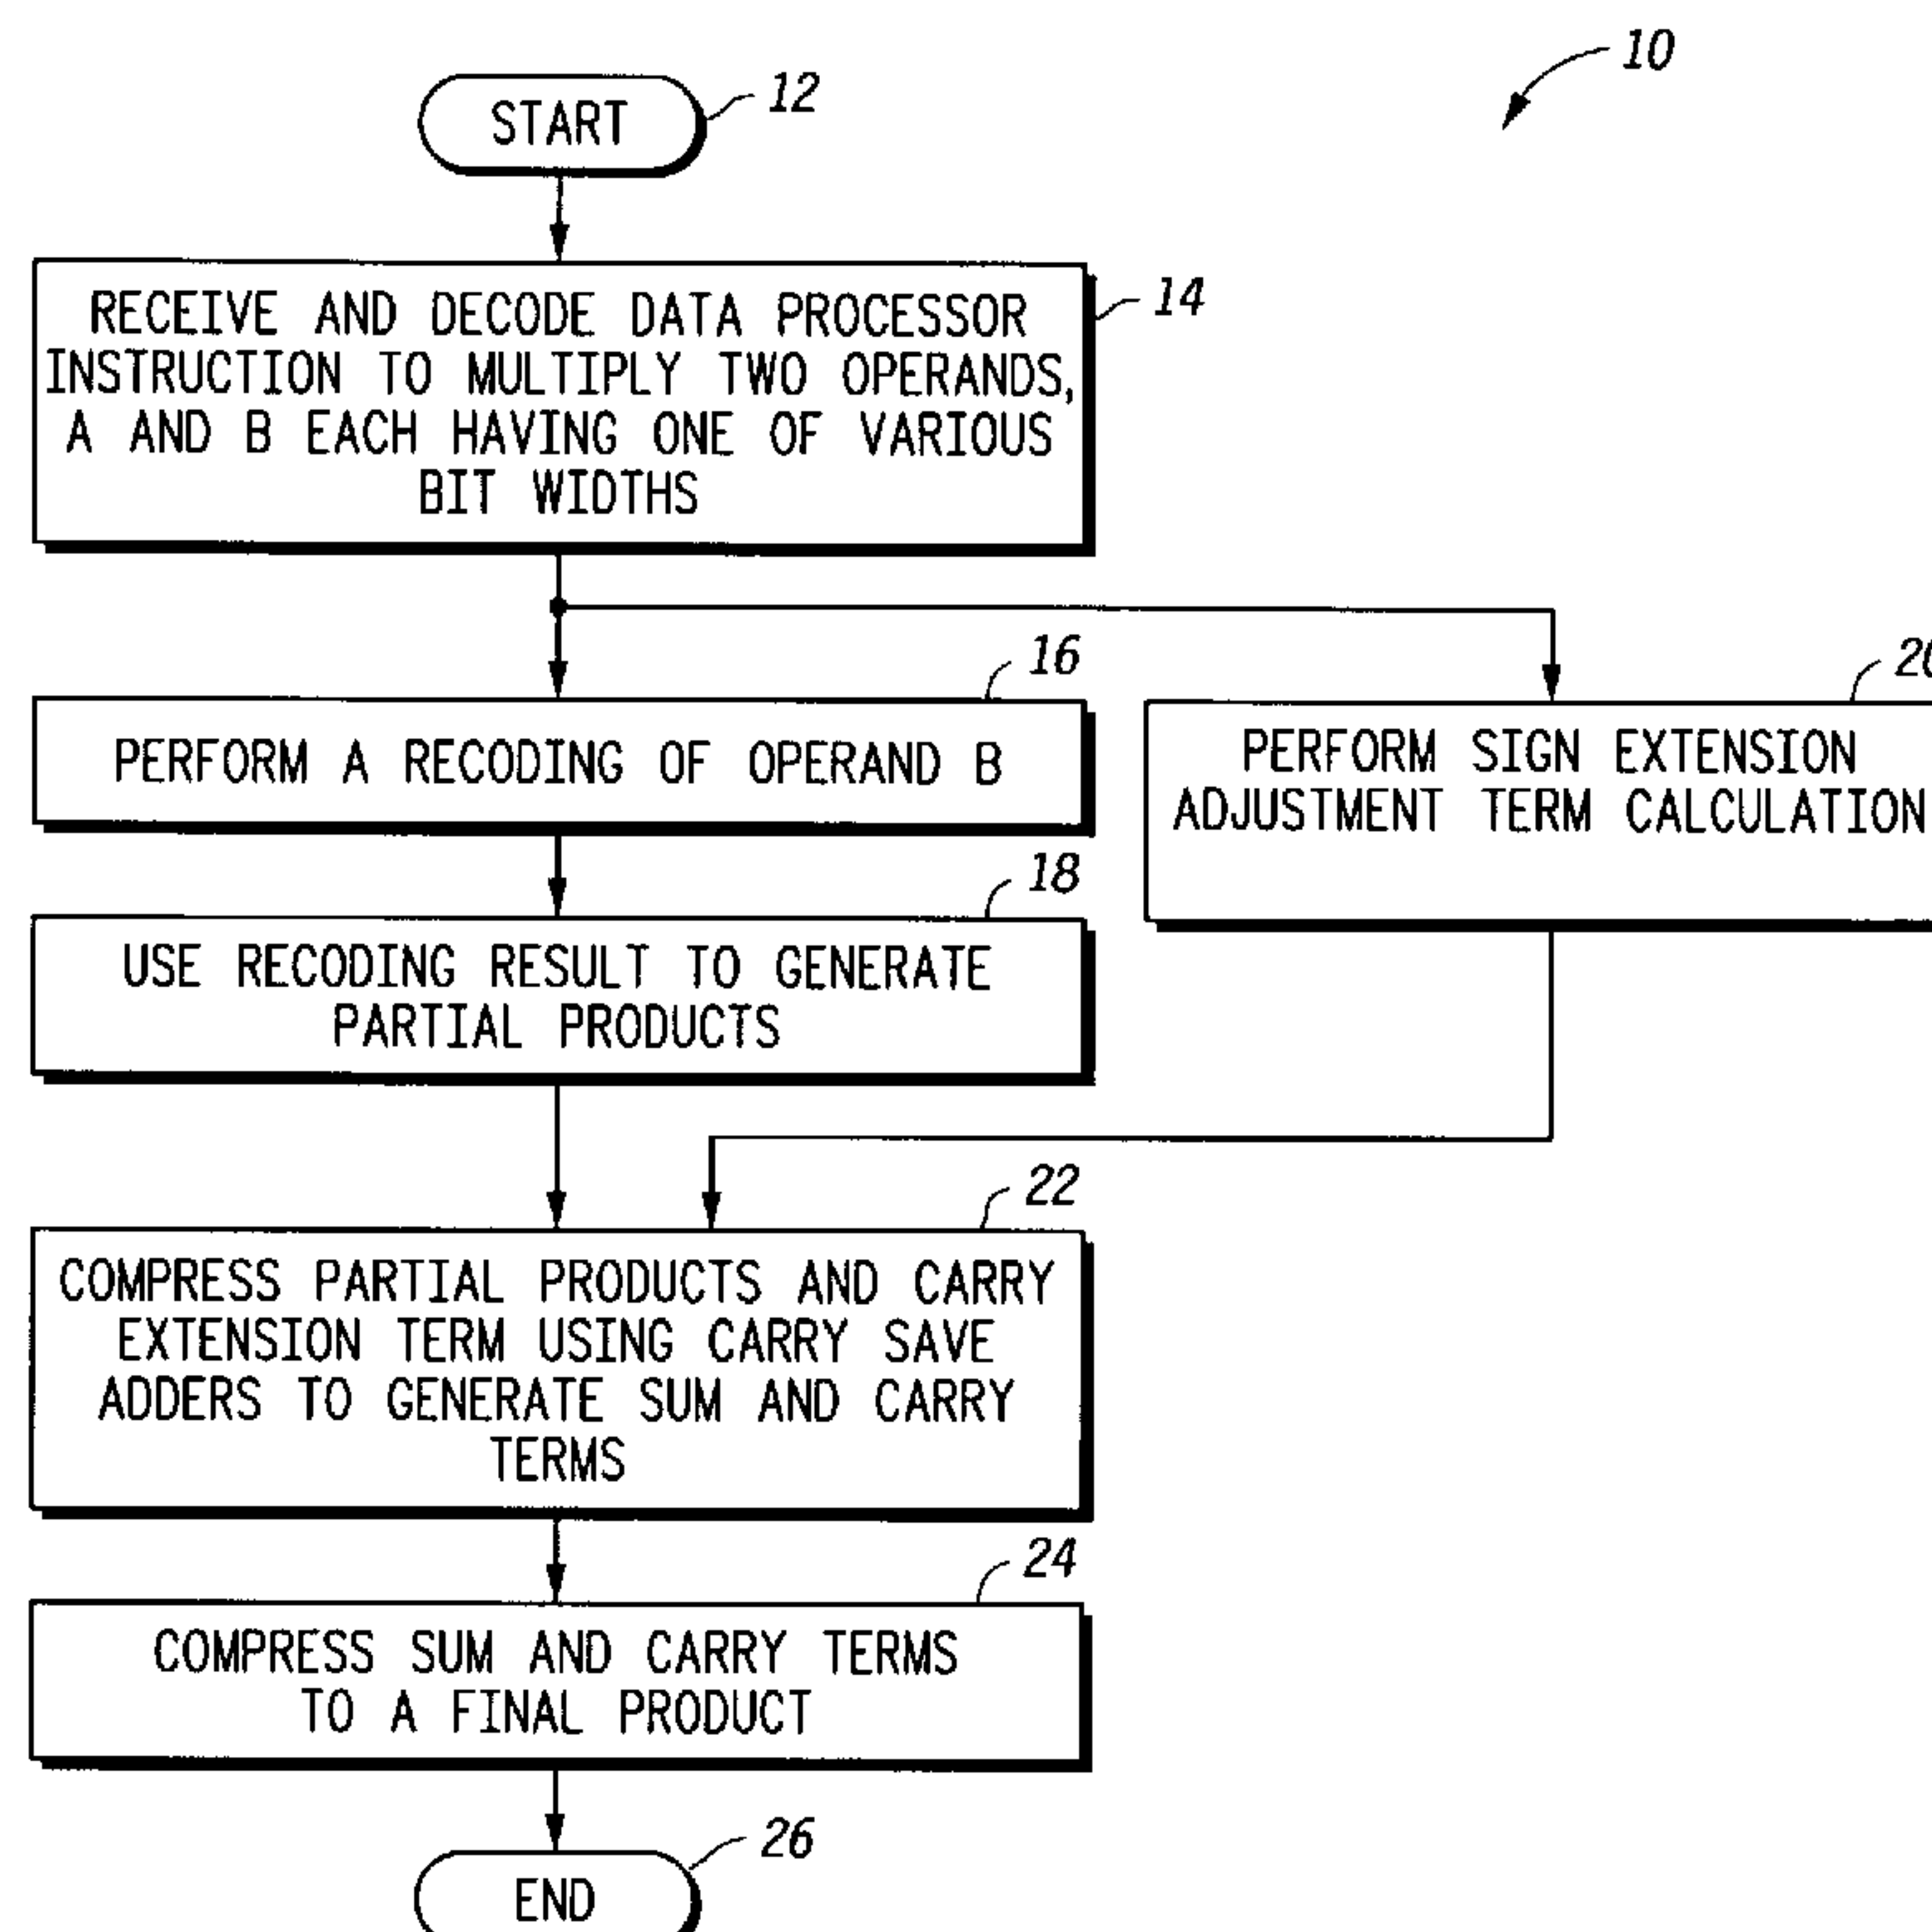 10
START
12
RECEIVE AND DECODE DATA PROCESSOR
INSTRUCTION TO MULTIPLY TWO OPERANDS,
A AND B EACH HAVING ONE OF VARIOUS
BIT WIDTHS
14
16
PERFORM A RECODING OF OPERAND B
PERFORM SIGN EXTENSION
ADJUSTMENT TERM CALCULATION
18
USE RECODING RESULT TO GENERATE
PARTIAL PRODUCTS
22
COMPRESS PARTIAL PRODUCTS AND CARRY
EXTENSION TERM USING CARRY SAVE
ADDERS TO GENERATE SUM AND CARRY
TERMS
24
COMPRESS SUM AND CARRY TERMS
TO A FINAL PRODUCT
26
END